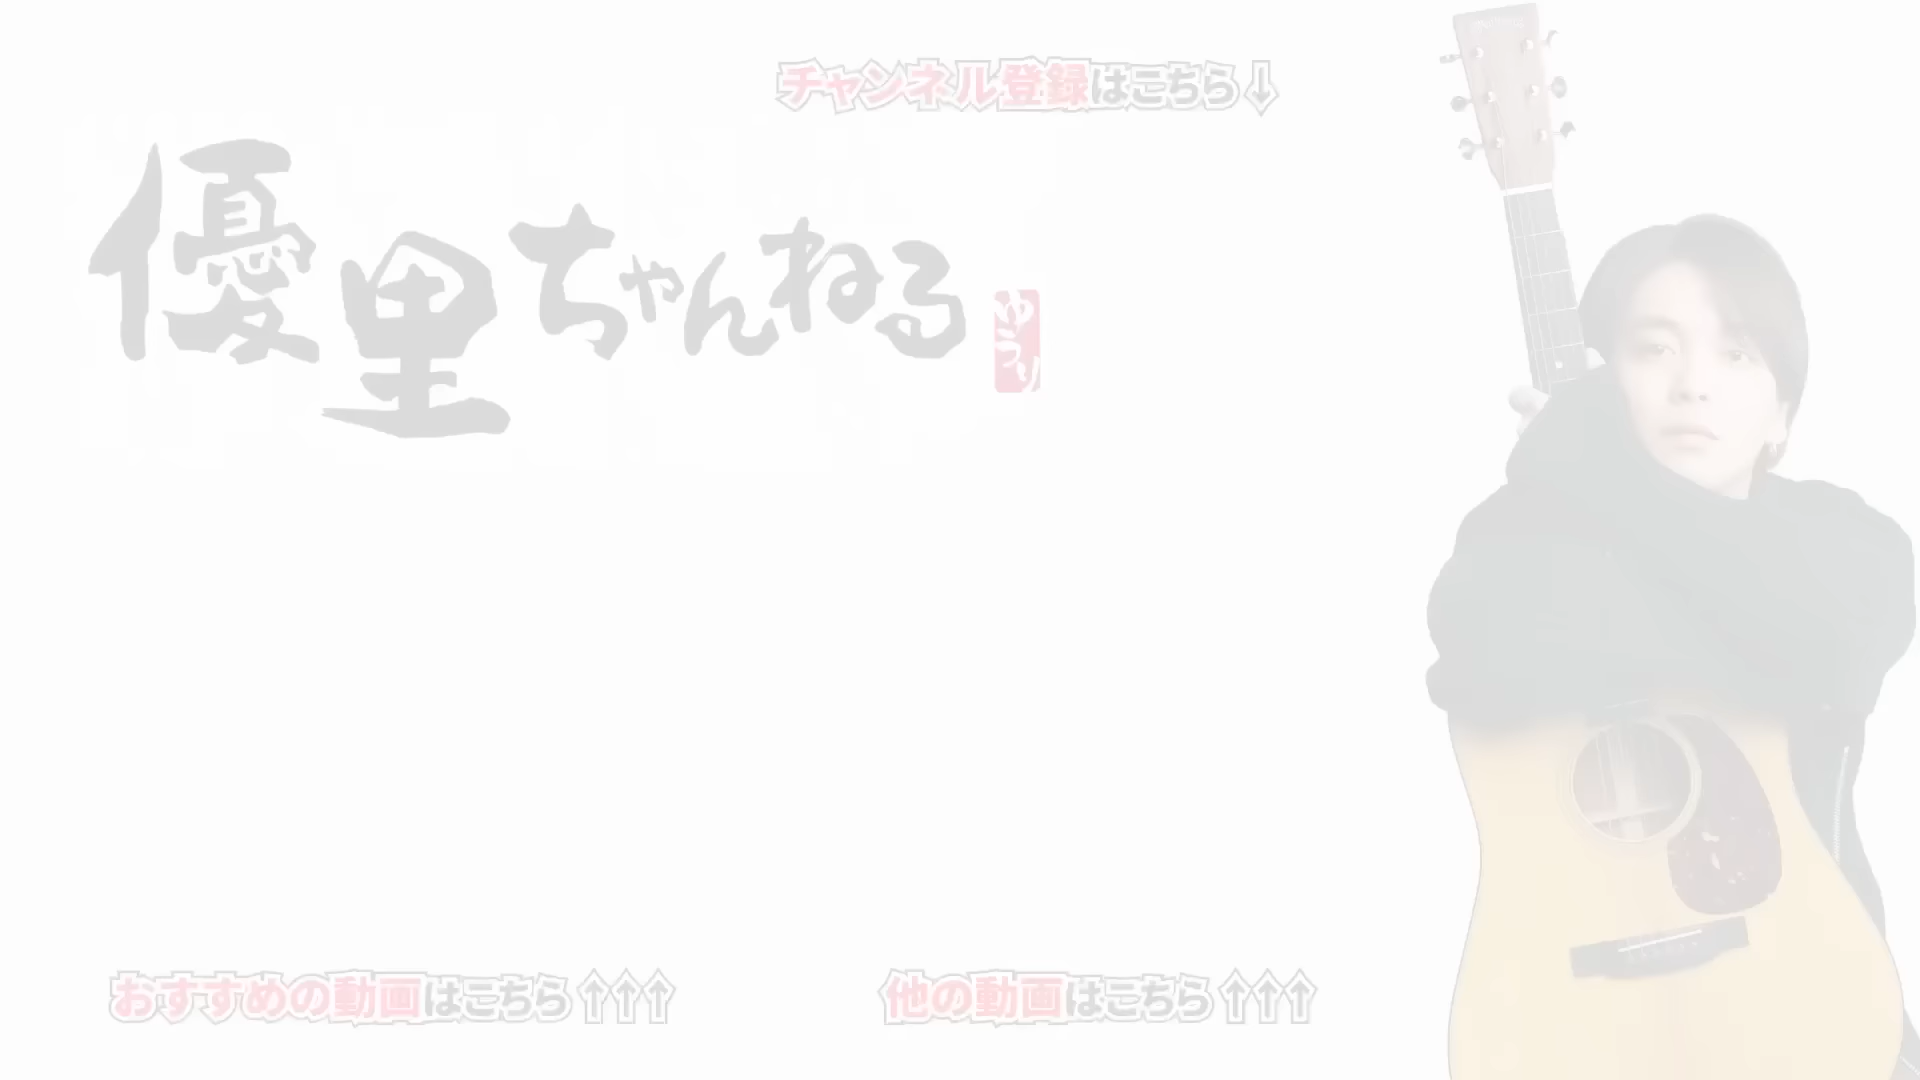 チャンネル登録はこちら↓
優里ちゃんねる
ゆうり
おすすめの動画はこちら↑↑↑
他の動画はこちら↑↑↑